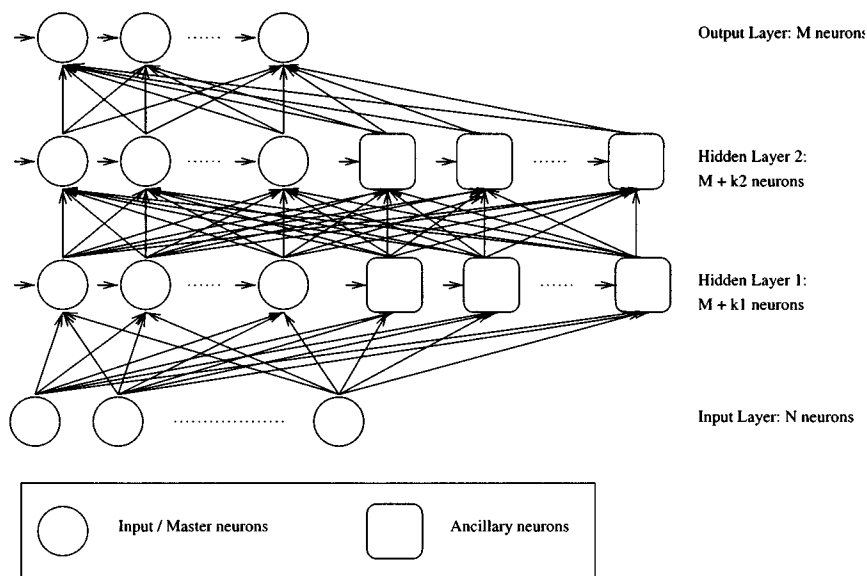 Output Layer: M neurons
Hidden Layer 2:
M + k2 neurons
Hidden Layer 1:
M + k1 neurons
Input Layer: N neurons
Input / Master neurons
Ancillary neurons